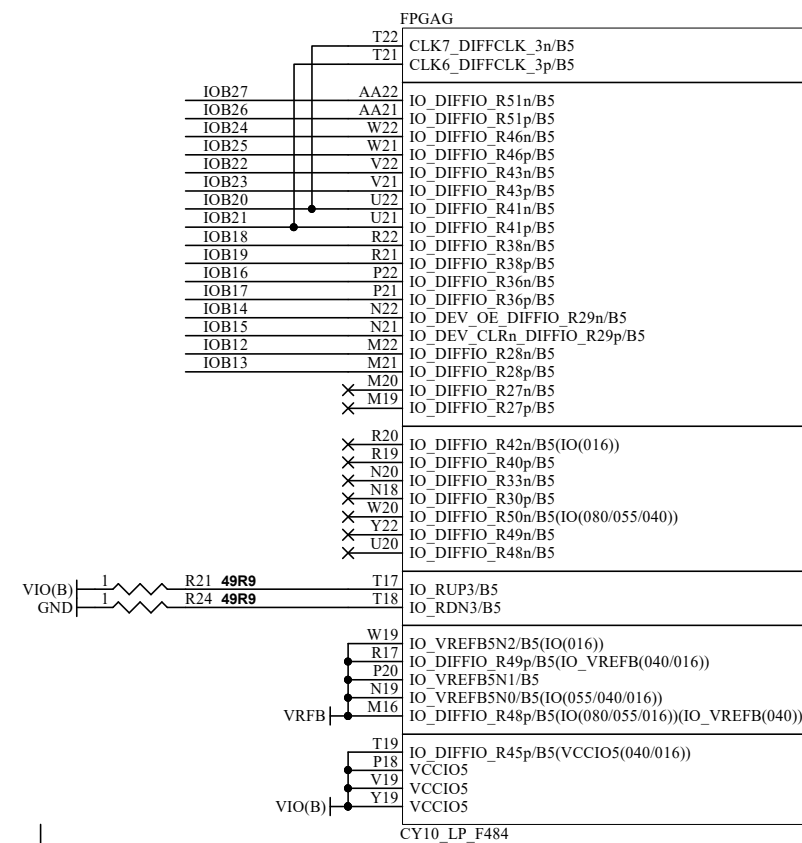 FPGAG
T22 CLK7_DIFFCLK_3n/B5
T21 CLK6_DIFFCLK_3p/B5
IOB27 AA22 IO_DIFFIO_R51n/B5
IOB26 AA21 IO_DIFFIO_R51p/B5
IOB24 W22 IO_DIFFIO_R46n/B5
IOB25 W21 IO_DIFFIO_R46p/B5
IOB22 V22 IO_DIFFIO_R43n/B5
IOB23 V21 IO_DIFFIO_R43p/B5
IOB20 U22 IO_DIFFIO_R41n/B5
IOB21 U21 IO_DIFFIO_R41p/B5
IOB18 R22 IO_DIFFIO_R38n/B5
IOB19 R21 IO_DIFFIO_R38p/B5
IOB16 P22 IO_DIFFIO_R36n/B5
IOB17 P21 IO_DIFFIO_R36p/B5
IOB14 N22 IO_DEV_OE_DIFFIO_R29n/B5
IOB15 N21 IO_DEV_CLRn_DIFFIO_R29p/B5
IOB12 M22 IO_DIFFIO_R28n/B5
IOB13 M21 IO_DIFFIO_R28p/B5
M20 IO_DIFFIO_R27n/B5
M19 IO_DIFFIO_R27p/B5
R20 IO_DIFFIO_R42n/B5(IO(016))
R19 IO_DIFFIO_R40p/B5
N20 IO_DIFFIO_R33n/B5
N18 IO_DIFFIO_R30p/B5
W20 IO_DIFFIO_R50n/B5(IO(080/055/040))
Y22 IO_DIFFIO_R49n/B5
U20 IO_DIFFIO_R48n/B5
VIO(B) 1 R21 49R9 T17 IO_RUP3/B5
GND 1 R24 49R9 T18 IO_RDN3/B5
W19 IO_VREFB5N2/B5(IO(016))
R17 IO_DIFFIO_R49p/B5(IO_VREFB(040/016))
P20 IO_VREFB5N1/B5
N19 IO_VREFB5N0/B5(IO(055/040/016))
VRFB M16 IO_DIFFIO_R48p/B5(IO(080/055/016))(IO_VREFB(040))
T19 IO_DIFFIO_R45p/B5(VCCIO5(040/016))
P18 VCCIO5
V19 VCCIO5
VIO(B) Y19 VCCIO5
CY10_LP_F484